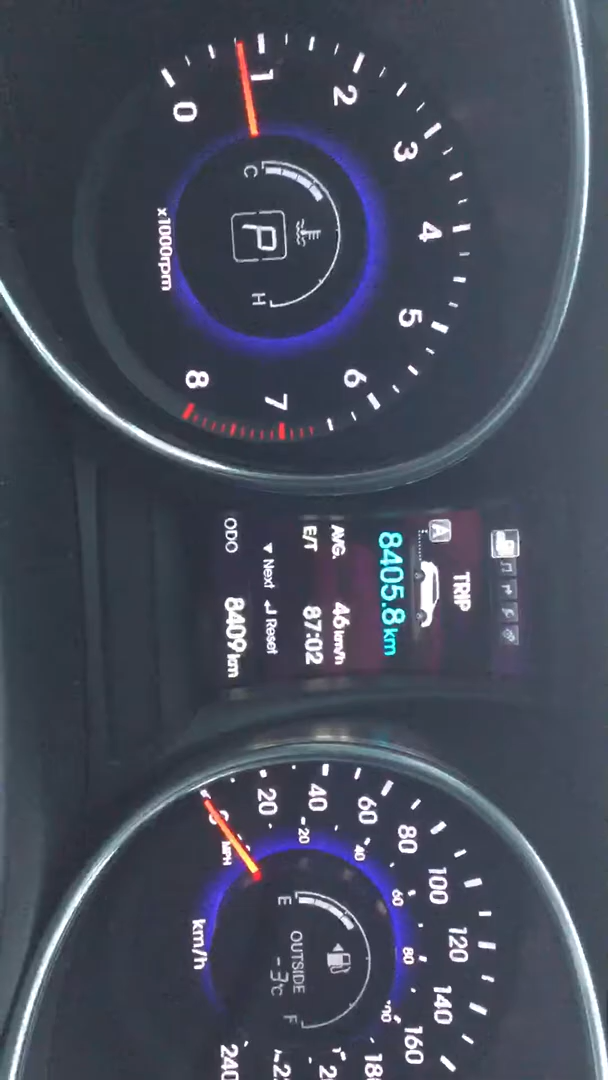 0
1
2
3
4
5
6
7
8
C
H
P
x1000rpm
TRIP
A
8405.8 km
AVG. 46 km/h
E/T 87:02
▼ Next ↲ Reset
ODO 8409 km
20
40
60
80
100
120
140
160
240
20
40
60
80
MPH
km/h
E
F
OUTSIDE
-3°C